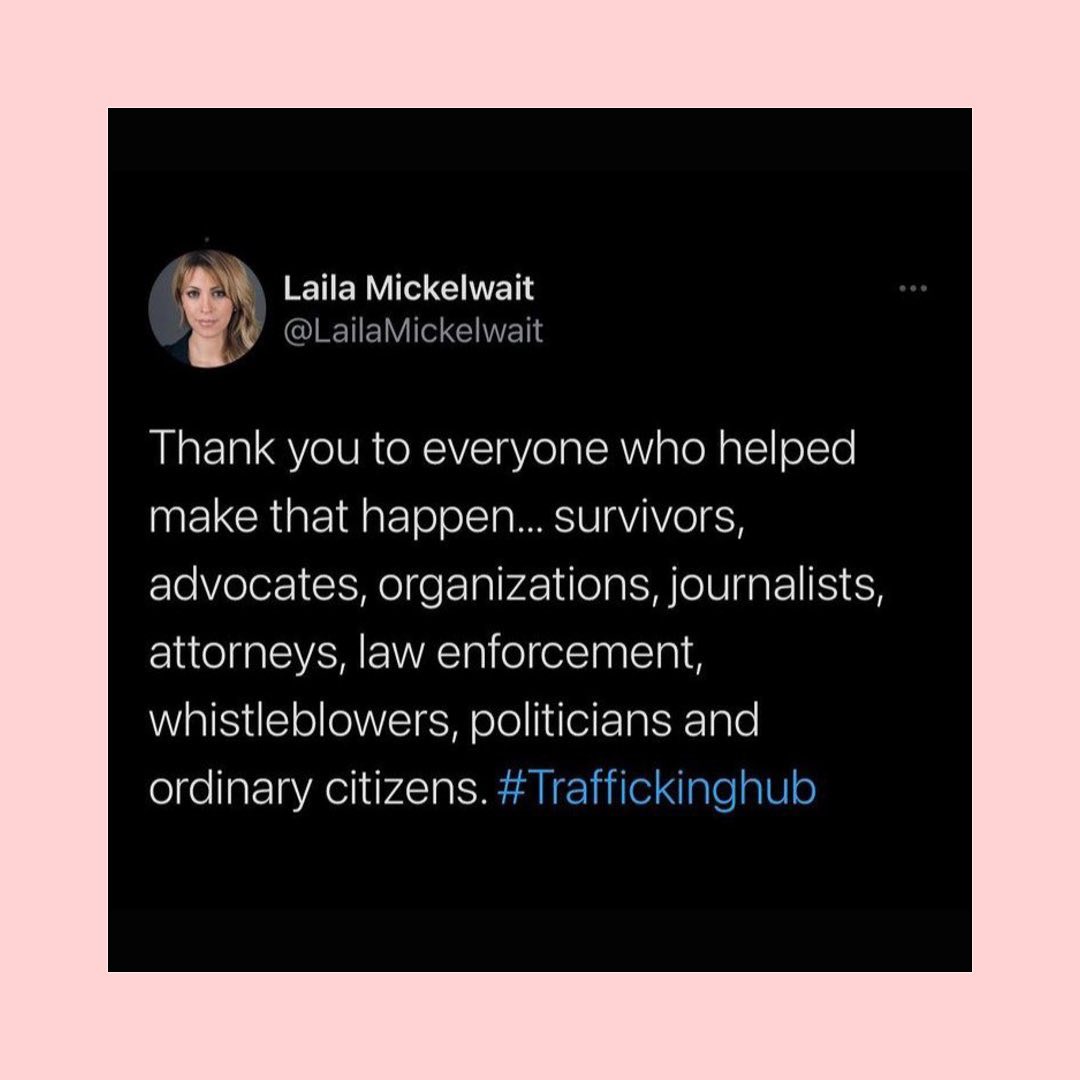 Laila Mickelwait
@LailaMickelwait
Thank you to everyone who helped
make that happen... survivors,
advocates, organizations, journalists,
attorneys, law enforcement,
whistleblowers, politicians and
ordinary citizens. #Traffickinghub